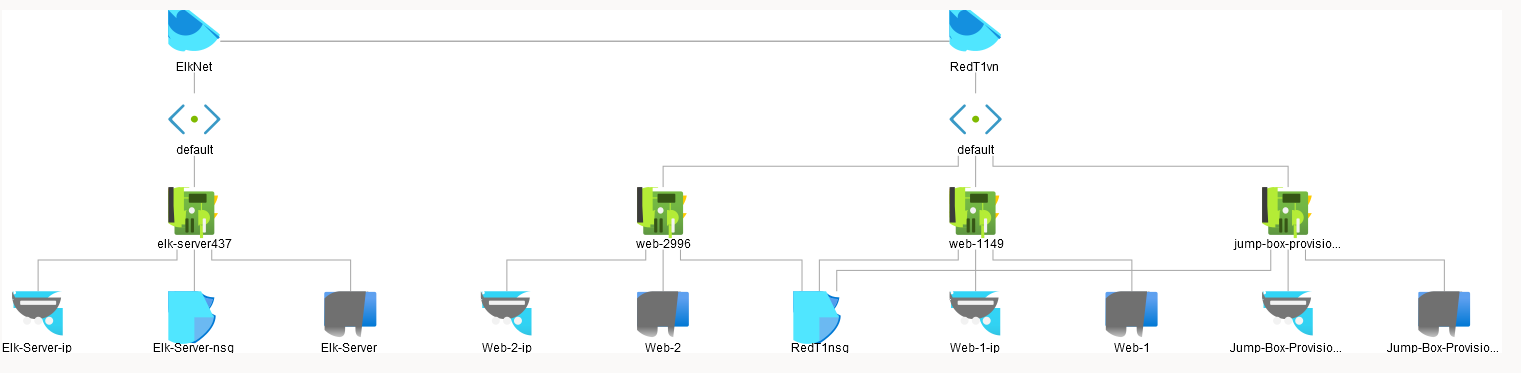 ElkNet
RedT1vn
default
default
elk-server437
web-2996
web-1149
jump-box-provisio...
Elk-Server-ip
Elk-Server-nsg
Elk-Server
Web-2-ip
Web-2
RedT1nsg
Web-1-ip
Web-1
Jump-Box-Provisio...
Jump-Box-Provisio...